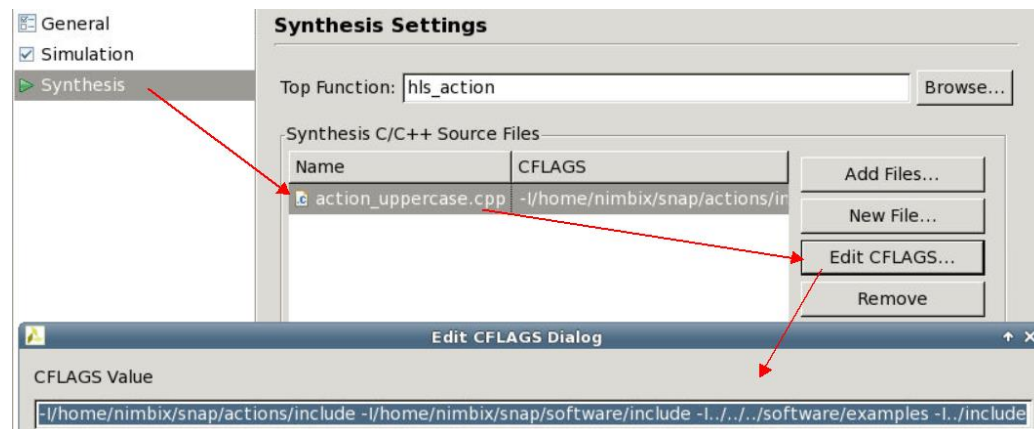 General
Simulation
Synthesis
Synthesis Settings
Top Function: hls_action Browse...
Synthesis C/C++ Source Files
Name CFLAGS
action_uppercase.cpp -I/home/nimbix/snap/actions/in
Add Files...
New File...
Edit CFLAGS...
Remove
Edit CFLAGS Dialog
CFLAGS Value
-I/home/nimbix/snap/actions/include -I/home/nimbix/snap/software/include -I../../../software/examples -I../include